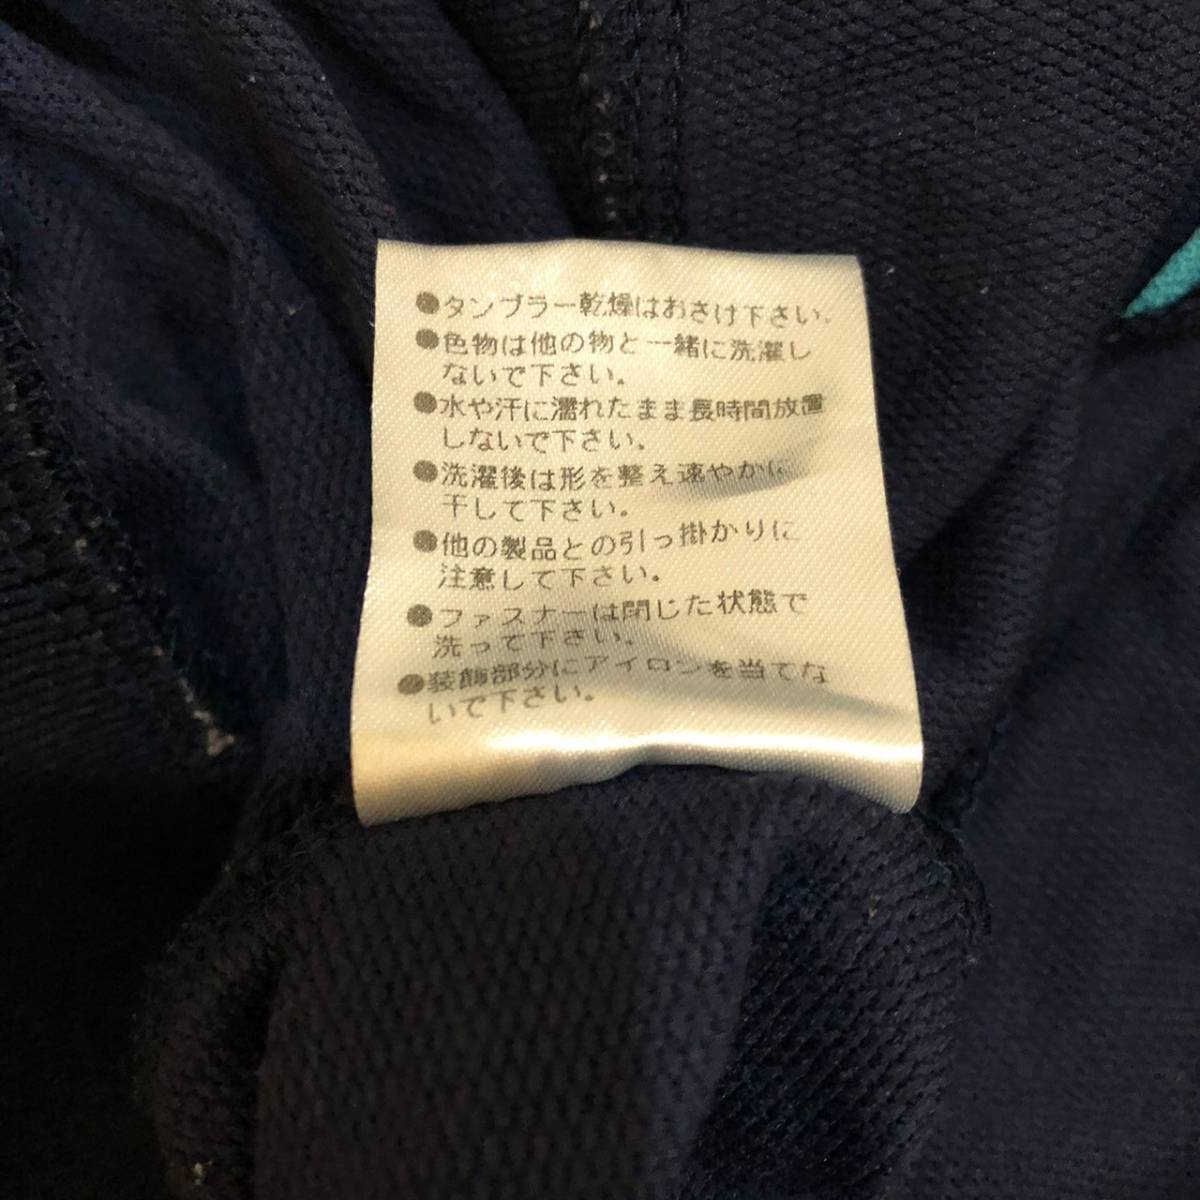 ●タンブラー乾燥はおさけ下さい。
●色物は他の物と一緒に洗濯し
ないで下さい。
●水や汗に濡れたまま長時間放置
しないで下さい。
●洗濯後は形を整え速やかに
干して下さい。
●他の製品との引っ掛かりに
注意して下さい。
●ファスナーは閉じた状態で
洗って下さい。
●装飾部分にアイロンを当てな
いで下さい。